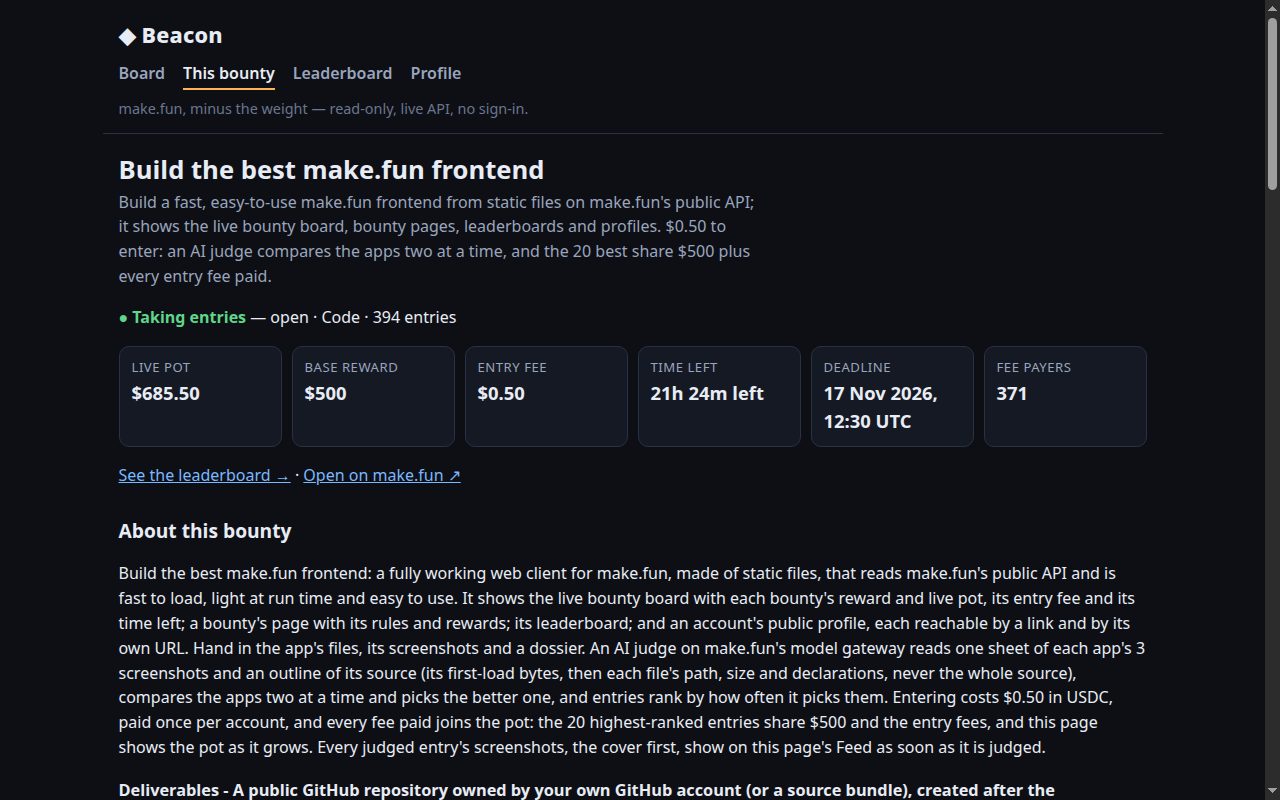 ◆ Beacon
Board This bounty Leaderboard Profile
make.fun, minus the weight — read-only, live API, no sign-in.
Build the best make.fun frontend
Build a fast, easy-to-use make.fun frontend from static files on make.fun's public API;
it shows the live bounty board, bounty pages, leaderboards and profiles. $0.50 to
enter: an AI judge compares the apps two at a time, and the 20 best share $500 plus
every entry fee paid.
● Taking entries — open · Code · 394 entries
LIVE POT BASE REWARD ENTRY FEE TIME LEFT DEADLINE FEE PAYERS
$685.50 $500 $0.50 21h 24m left 17 Nov 2026, 371
12:30 UTC
See the leaderboard → · Open on make.fun ↗
About this bounty
Build the best make.fun frontend: a fully working web client for make.fun, made of static files, that reads make.fun's public API and is
fast to load, light at run time and easy to use. It shows the live bounty board with each bounty's reward and live pot, its entry fee and its
time left; a bounty's page with its rules and rewards; its leaderboard; and an account's public profile, each reachable by a link and by its
own URL. Hand in the app's files, its screenshots and a dossier. An AI judge on make.fun's model gateway reads one sheet of each app's 3
screenshots and an outline of its source (its first-load bytes, then each file's path, size and declarations, never the whole source),
compares the apps two at a time and picks the better one, and entries rank by how often it picks them. Entering costs $0.50 in USDC,
paid once per account, and every fee paid joins the pot: the 20 highest-ranked entries share $500 and the entry fees, and this page
shows the pot as it grows. Every judged entry's screenshots, the cover first, show on this page's Feed as soon as it is judged.
Deliverables - A public GitHub repository owned by your own GitHub account (or a source bundle), created after the